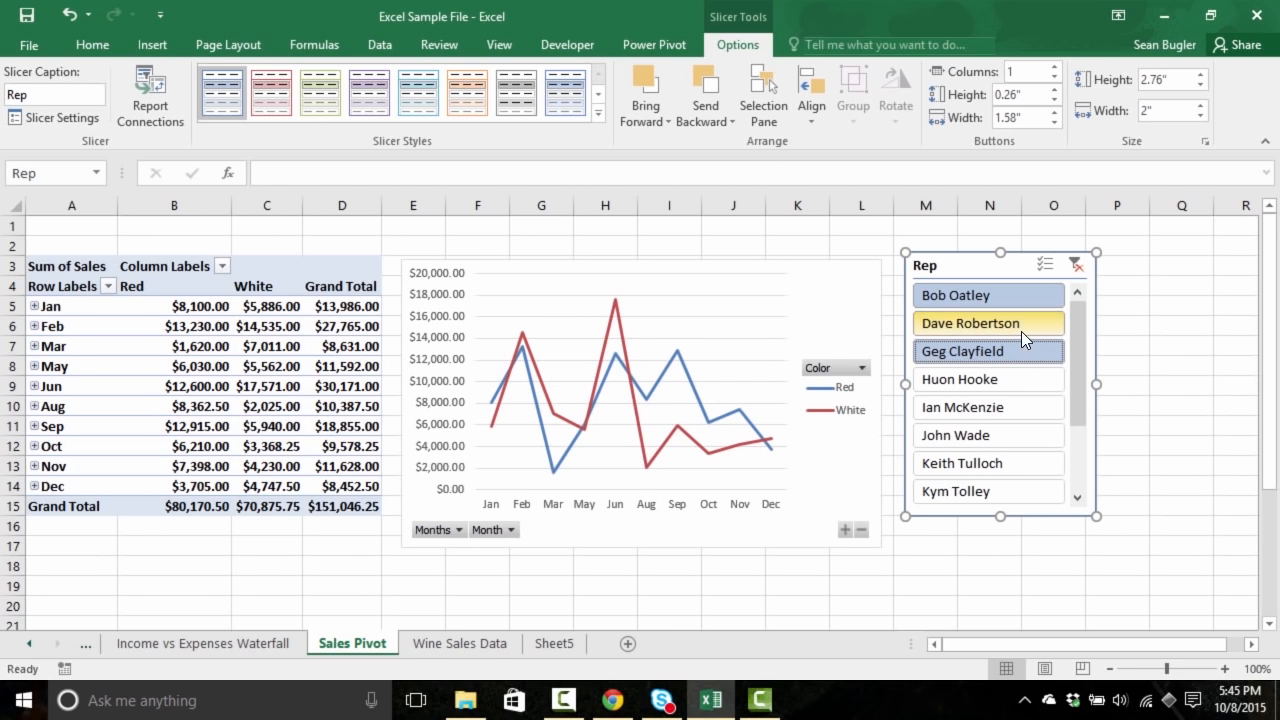 Excel Sample File - Excel
Slicer Tools
File Home Insert Page Layout Formulas Data Review View Developer Power Pivot Options Tell me what you want to do... Sean Bugler Share
Slicer Caption:
Rep
Slicer Settings
Report Connections
Bring Forward
Send Backward
Selection Pane
Align
Group
Rotate
Columns: 1
Height: 0.26"
Width: 1.58"
Height: 2.76"
Width: 2"
Slicer Slicer Styles Arrange Buttons Size
Rep fx
A B C D E F G H I J K L M N O P Q R
1
2
3 Sum of Sales Column Labels
4 Row Labels Red White Grand Total
5 Jan $8,100.00 $5,886.00 $13,986.00
6 Feb $13,230.00 $14,535.00 $27,765.00
7 Mar $1,620.00 $7,011.00 $8,631.00
8 May $6,030.00 $5,562.00 $11,592.00
9 Jun $12,600.00 $17,571.00 $30,171.00
10 Aug $8,362.50 $2,025.00 $10,387.50
11 Sep $12,915.00 $5,940.00 $18,855.00
12 Oct $6,210.00 $3,368.25 $9,578.25
13 Nov $7,398.00 $4,230.00 $11,628.00
14 Dec $3,705.00 $4,747.50 $8,452.50
15 Grand Total $80,170.50 $70,875.75 $151,046.25
16
17
18
19
20
21
$20,000.00
$18,000.00
$16,000.00
$14,000.00
$12,000.00
$10,000.00
$8,000.00
$6,000.00
$4,000.00
$2,000.00
$0.00
Jan Feb Mar May Jun Aug Sep Oct Nov Dec
Color
Red
White
Months Month
Rep
Bob Oatley
Dave Robertson
Geg Clayfield
Huon Hooke
Ian McKenzie
John Wade
Keith Tulloch
Kym Tolley
... Income vs Expenses Waterfall Sales Pivot Wine Sales Data Sheet5
Ready 100%
Ask me anything
5:45 PM
10/8/2015